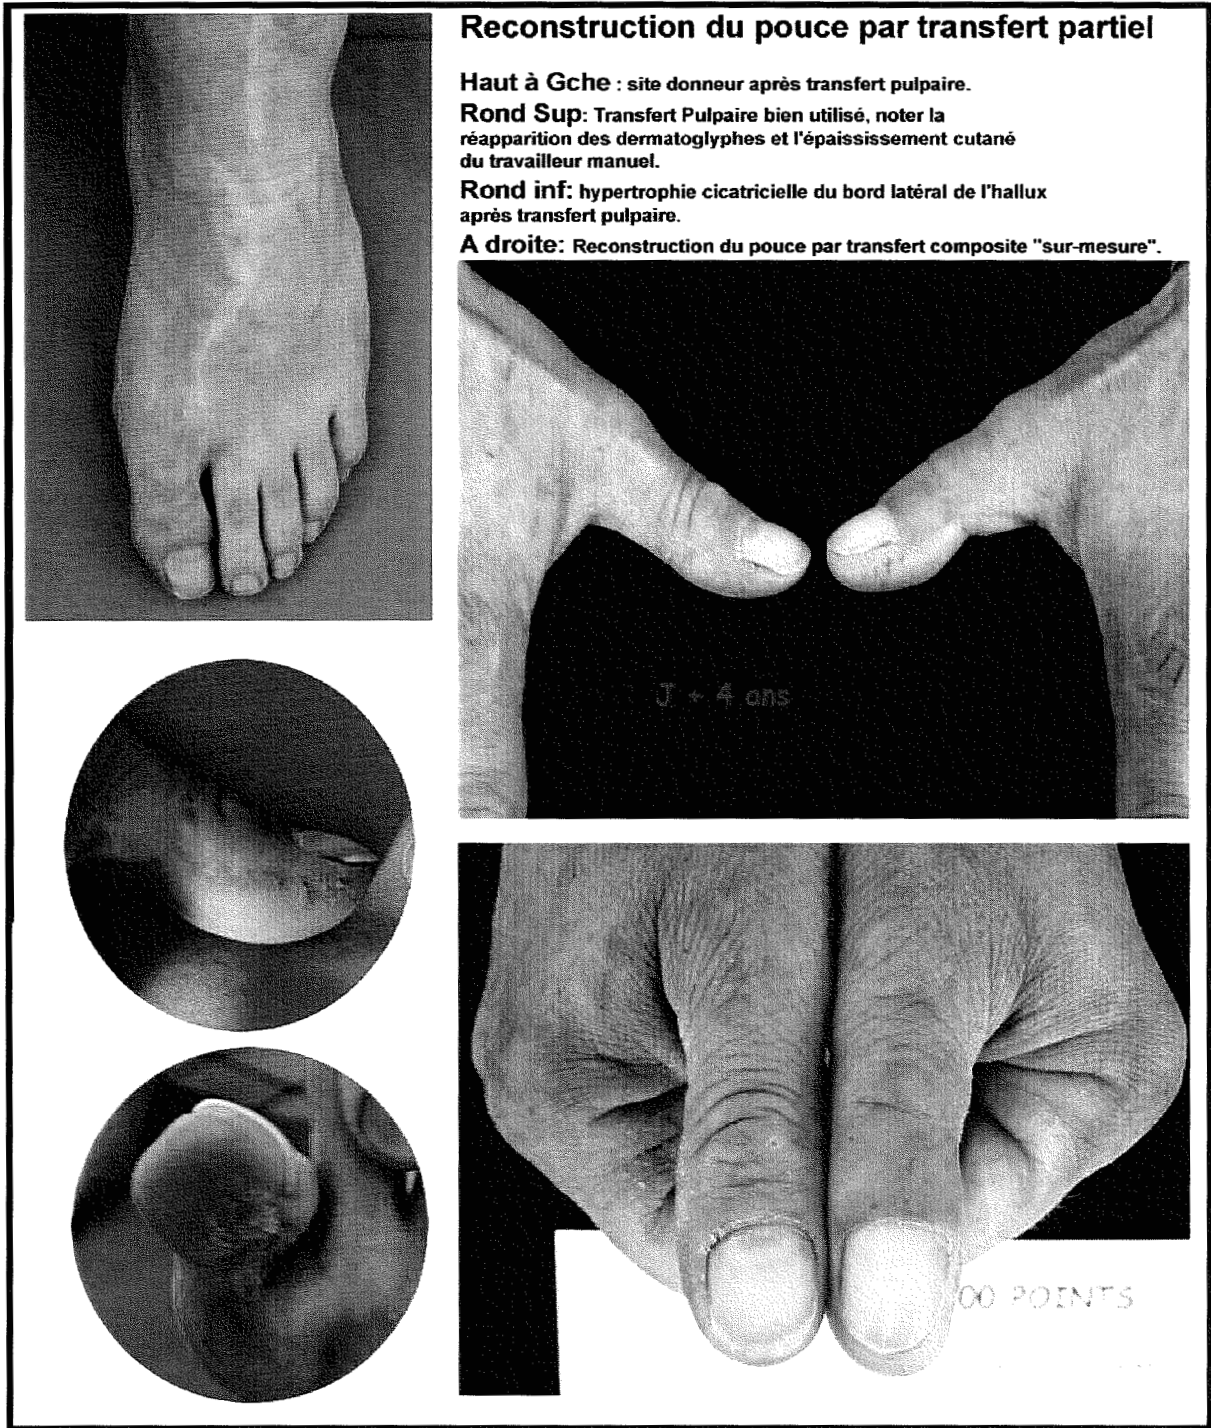 Reconstruction du pouce par transfert partiel
Haut à Gche : site donneur après transfert pulpaire.
Rond Sup: Transfert Pulpaire bien utilisé, noter la
réapparition des dermatoglyphes et l'épaississement cutané
du travailleur manuel.
Rond inf: hypertrophie cicatricielle du bord latéral de l'hallux
après transfert pulpaire.
A droite: Reconstruction du pouce par transfert composite "sur-mesure".
J + 4 ans
00 POINTS